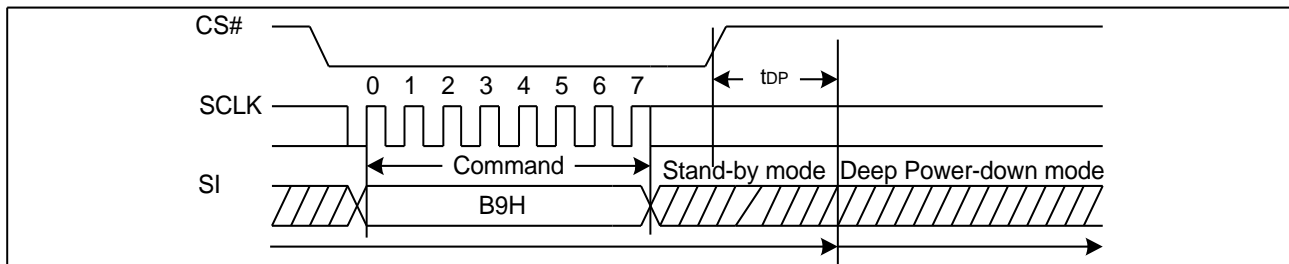 CS#
tDP
0 1 2 3 4 5 6 7
SCLK
Command
Stand-by mode Deep Power-down mode
SI
B9H